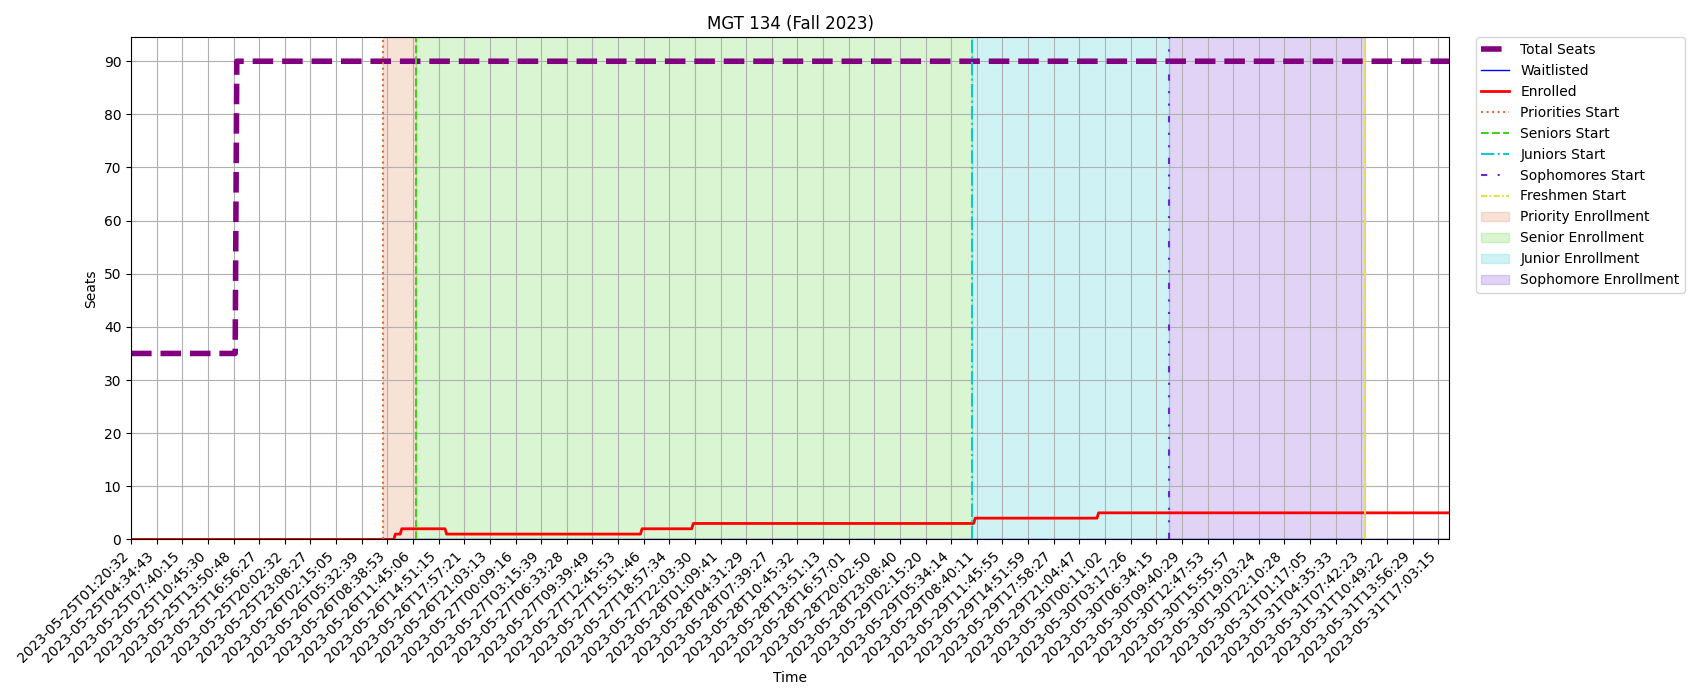 MGT 134 (Fall 2023)
Seats
90
80
70
60
50
40
30
20
10
0
2023-05-25T01:20:32
2023-05-25T04:34:43
2023-05-25T07:40:15
2023-05-25T10:45:30
2023-05-25T13:50:48
2023-05-25T16:56:27
2023-05-25T20:02:32
2023-05-25T23:08:27
2023-05-26T02:15:05
2023-05-26T05:32:39
2023-05-26T08:38:53
2023-05-26T11:45:06
2023-05-26T14:51:15
2023-05-26T17:57:21
2023-05-26T21:03:13
2023-05-27T00:09:16
2023-05-27T03:15:39
2023-05-27T06:33:28
2023-05-27T09:39:49
2023-05-27T12:45:53
2023-05-27T15:51:46
2023-05-27T18:57:34
2023-05-27T22:03:30
2023-05-28T01:09:41
2023-05-28T04:31:29
2023-05-28T07:39:27
2023-05-28T10:45:32
2023-05-28T13:51:13
2023-05-28T16:57:01
2023-05-28T20:02:50
2023-05-28T23:08:40
2023-05-29T02:15:20
2023-05-29T05:34:14
2023-05-29T08:40:11
2023-05-29T11:45:55
2023-05-29T14:51:59
2023-05-29T17:58:27
2023-05-29T21:04:47
2023-05-30T00:11:02
2023-05-30T03:17:26
2023-05-30T06:34:15
2023-05-30T09:40:29
2023-05-30T12:47:53
2023-05-30T15:55:57
2023-05-30T19:03:24
2023-05-30T22:10:28
2023-05-31T01:17:05
2023-05-31T04:35:33
2023-05-31T07:42:23
2023-05-31T10:49:22
2023-05-31T13:56:29
2023-05-31T17:03:15
Time
Total Seats
Waitlisted
Enrolled
Priorities Start
Seniors Start
Juniors Start
Sophomores Start
Freshmen Start
Priority Enrollment
Senior Enrollment
Junior Enrollment
Sophomore Enrollment